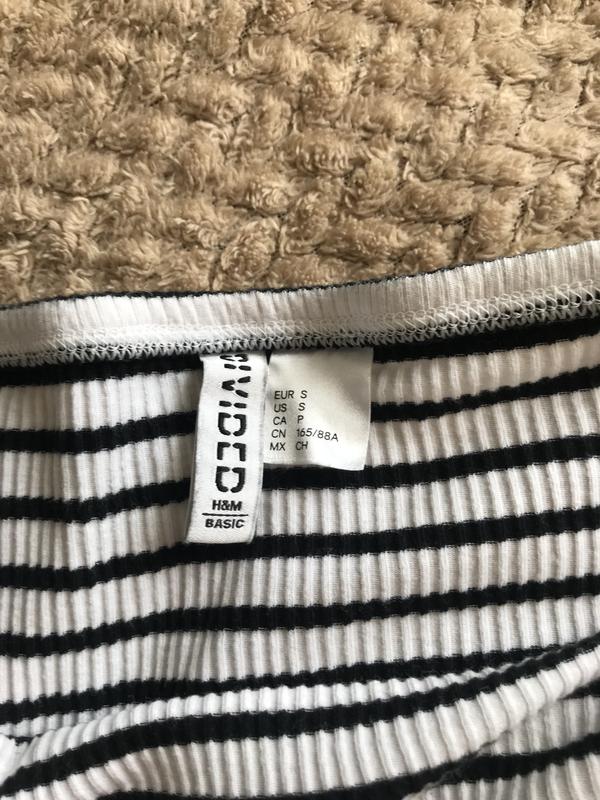 DIVIDED
H&M
BASIC
EUR S
US S
CA P
CN 165/88A
MX CH